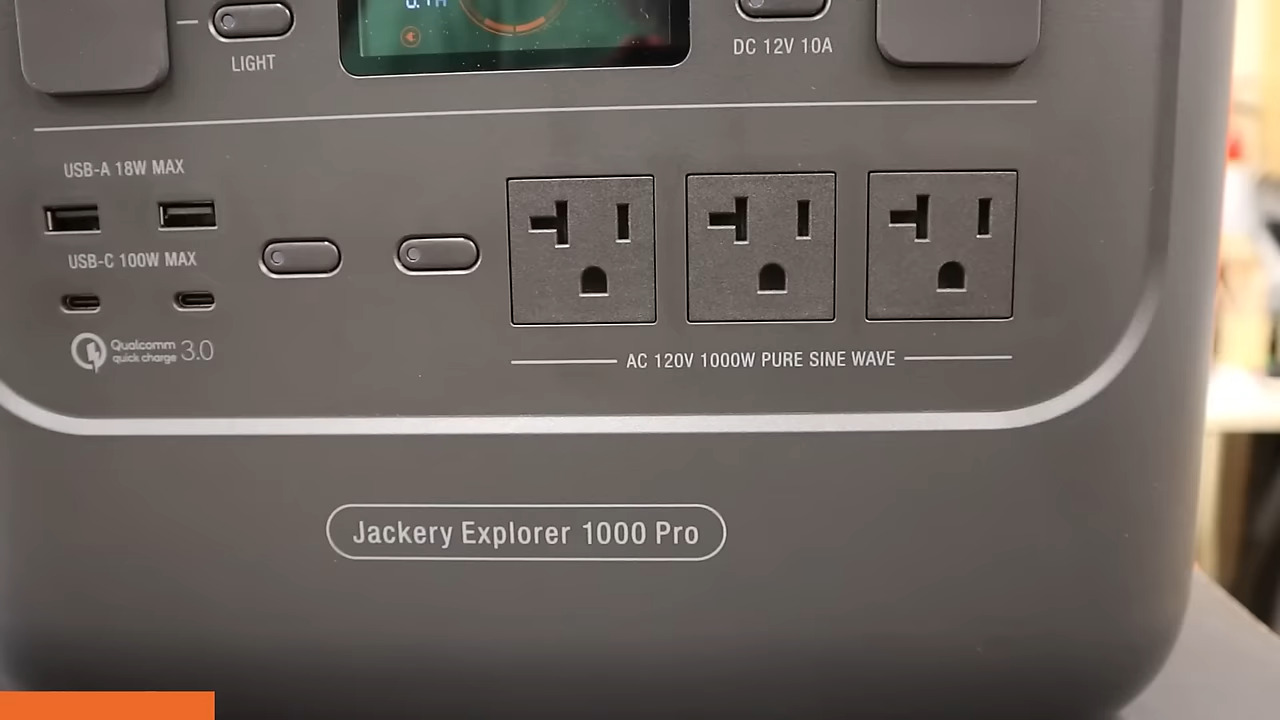 LIGHT
DC 12V 10A
USB-A 18W MAX
USB-C 100W MAX
Qualcomm
quick charge 3.0
AC 120V 1000W PURE SINE WAVE
Jackery Explorer 1000 Pro